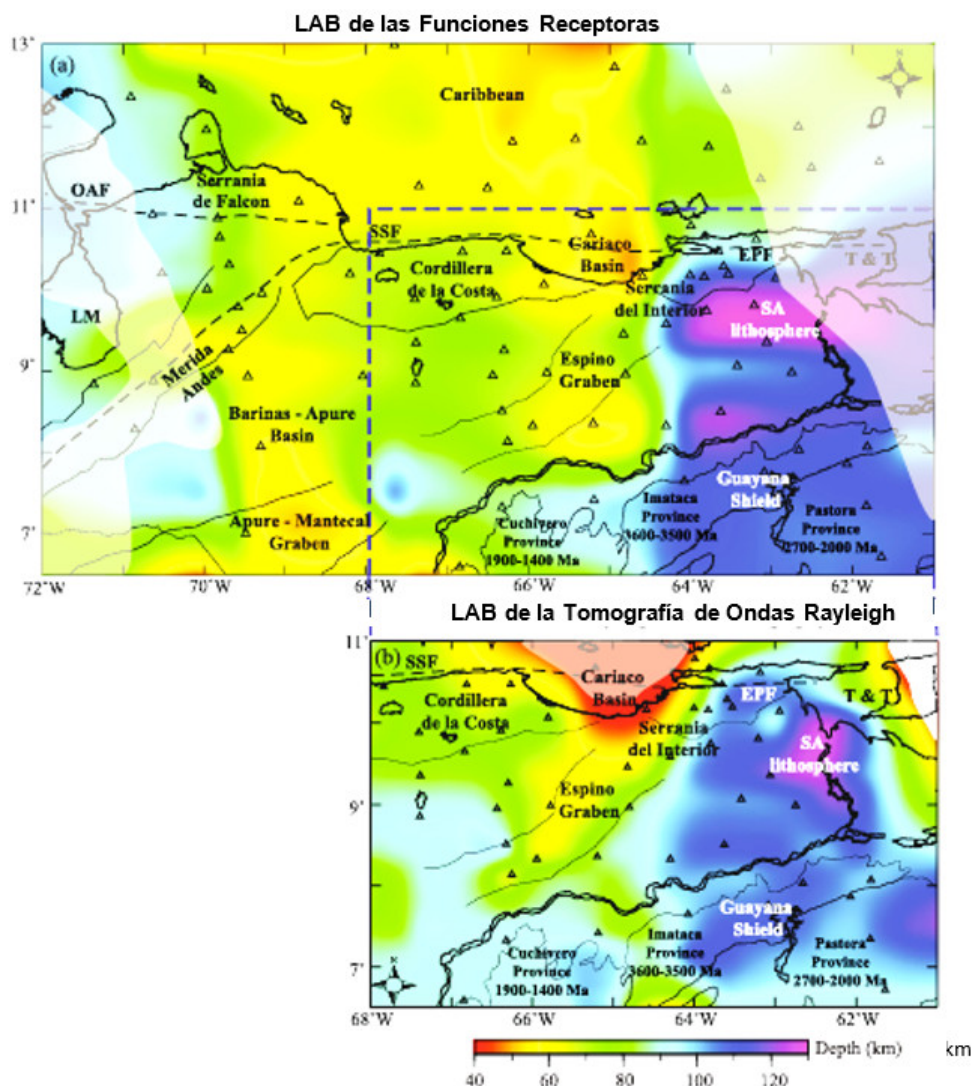 LAB de las Funciones Receptoras
13°
(a)
N
Caribbean
OAF
Serrania
de Falcon
11°
SSF
Cariaco
Basin
EPF
T & T
Cordillera
de la Costa
Serrania
del Interior
LM
SA
lithosphere
Merida
Andes
9°
Espino
Graben
Barinas - Apure
Basin
Guayana
Shield
Imataca
Province
3600-3500 Ma
Pastora
Province
2700-2000 Ma
Apure - Mantecal
Graben
Cuchivero
Province
1900-1400 Ma
7°
72°W
70°W
68°W
66°W
64°W
62°W
LAB de la Tomografía de Ondas Rayleigh
11°
(b)
SSF
Cariaco
Basin
EPF
T & T
Cordillera
de la Costa
Serrania
del Interior
SA
lithosphere
Espino
Graben
9°
Guayana
Shield
Imataca
Province
3600-3500 Ma
Pastora
Province
2700-2000 Ma
Cuchivero
Province
1900-1400 Ma
7°
N
68°W
66°W
64°W
62°W
Depth (km)
km
40
60
80
100
120